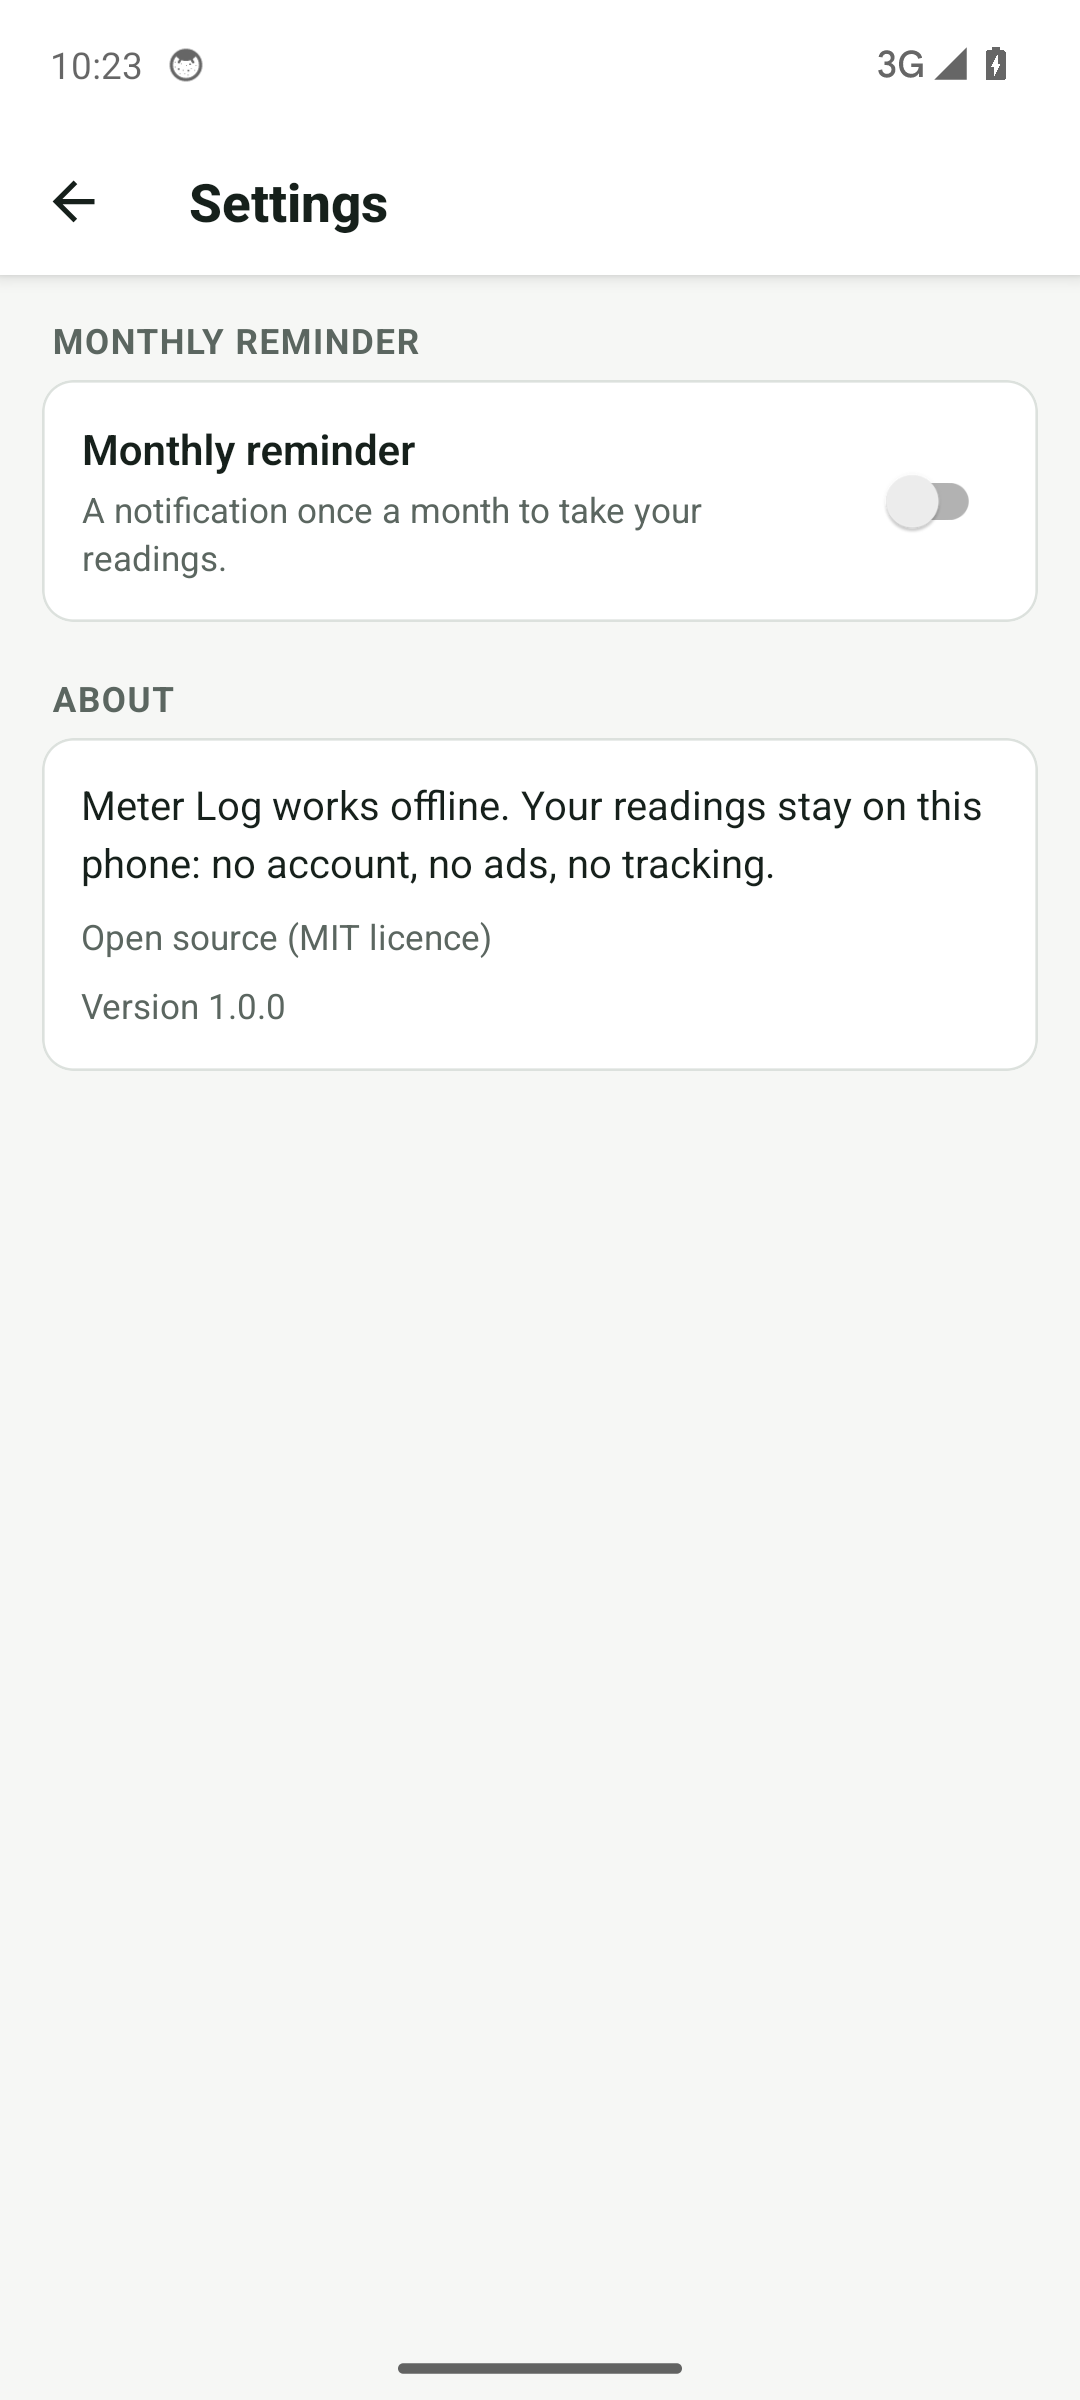 10:23
3G
Settings
MONTHLY REMINDER
Monthly reminder
A notification once a month to take your
readings.
ABOUT
Meter Log works offline. Your readings stay on this
phone: no account, no ads, no tracking.
Open source (MIT licence)
Version 1.0.0